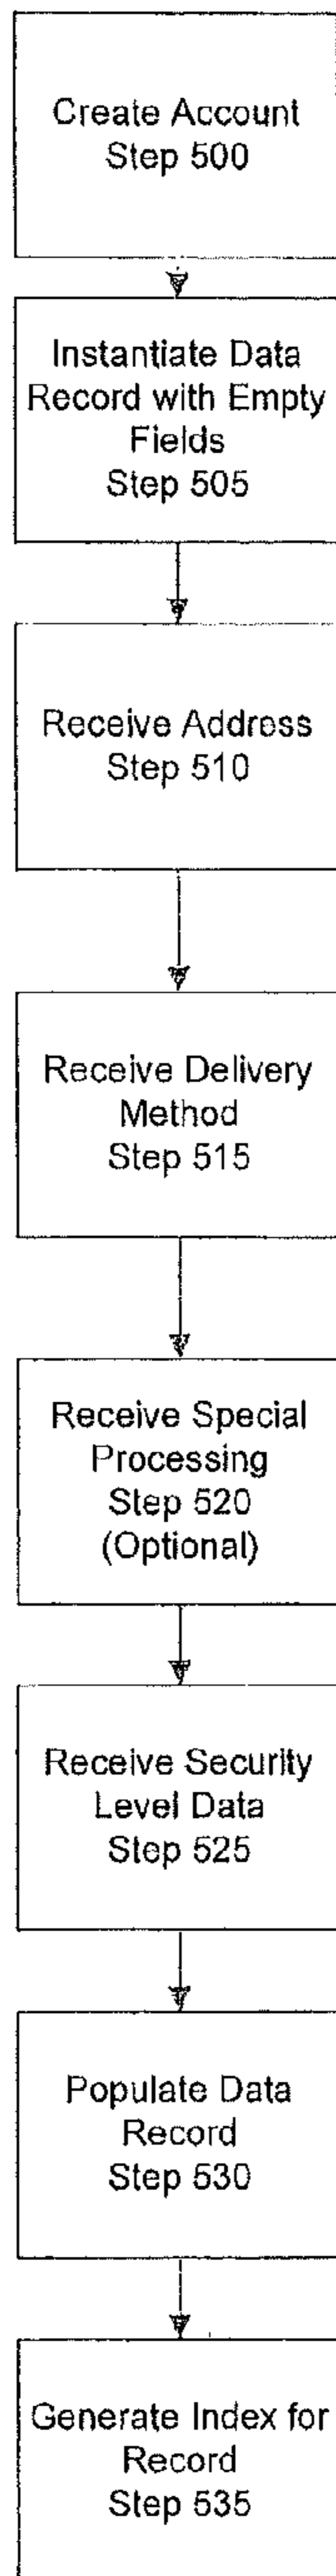 Create Account
Step 500
Instantiate Data
Record with Empty
Fields
Step 505
Receive Address
Step 510
Receive Delivery
Method
Step 515
Receive Special
Processing
Step 520
(Optional)
Receive Security
Level Data
Step 525
Populate Data
Record
Step 530
Generate Index for
Record
Step 535